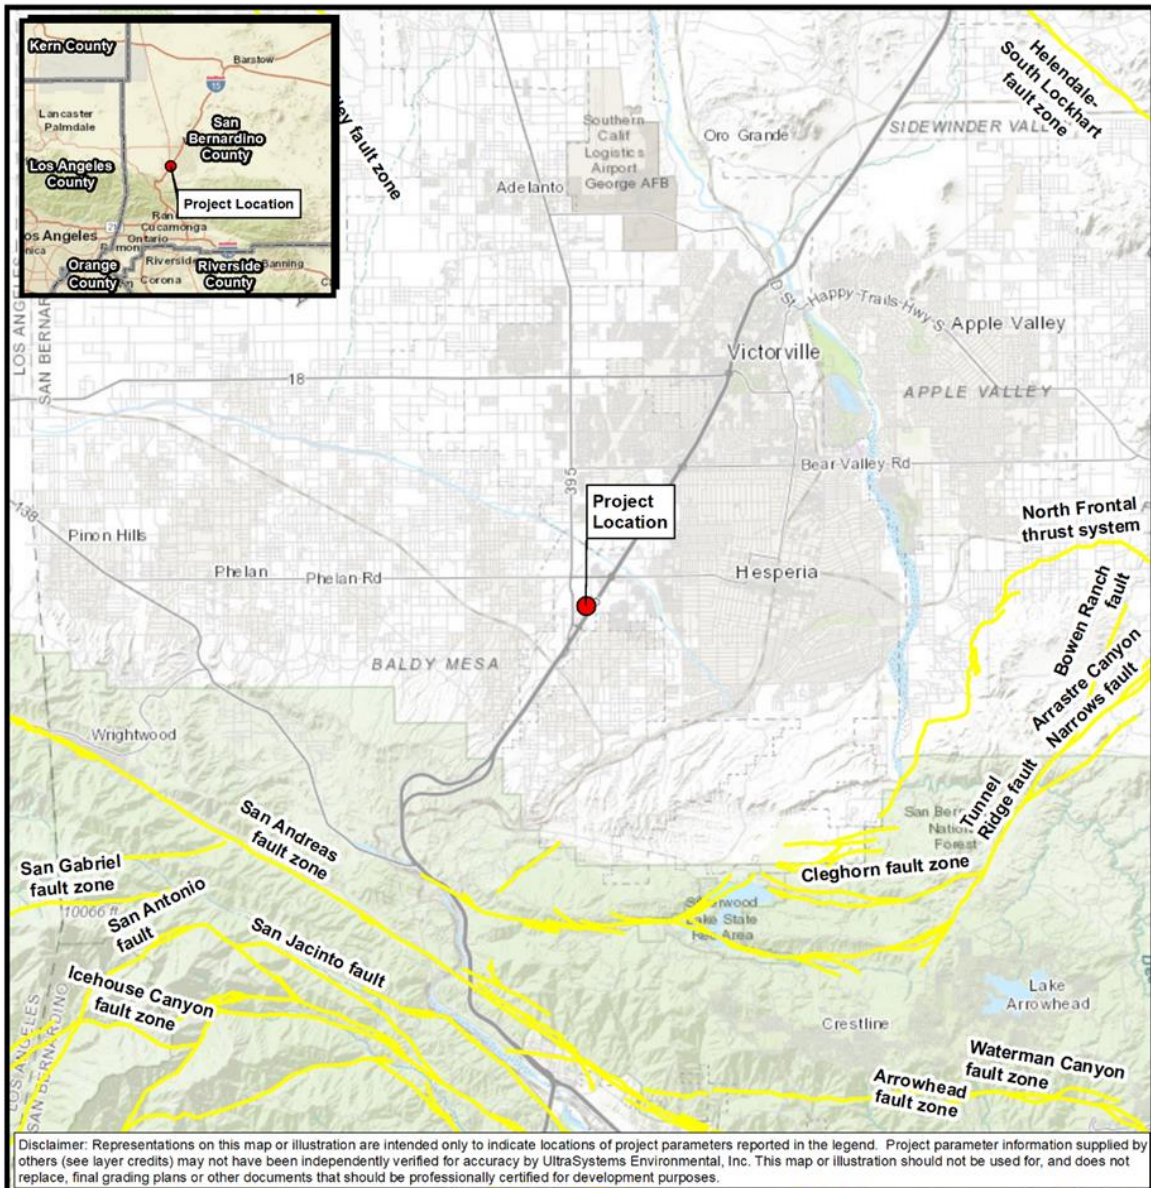 Kern County
Barstow
15
Lancaster
Palmdale
San
Bernardino
County
Los Angeles
County
Project Location
Cucamonga
Ontario
os Angeles
Riverside
Banning
Orange
County
Corona
Riverside
County
ley fault zone
Helendale-
South Lockhart
fault zone
SIDEWINDER VALL
Oro Grande
Southern
Calif
Logistics
Airport
George AFB
Adelanto
LOS ANGELES
SAN BERNAR
D St
Happy-Trails-Hwy-S
Apple Valley
Victorville
18
APPLE VALLEY
395
Bear Valley Rd
Project
Location
138
Pinon Hills
Phelan
Phelan Rd
Hesperia
North Frontal
thrust system
Bowen Ranch
fault
Arrastre Canyon
Narrows fault
BALDY MESA
Wrightwood
Tunnel
Ridge fault
San Andreas
fault zone
San Gabriel
fault zone
10066 ft
San Antonio
fault
San Jacinto fault
Icehouse Canyon
fault zone
Cleghorn fault zone
Lake State
Lake
Arrowhead
Crestline
Waterman Canyon
fault zone
Arrowhead
fault zone
LOS ANGELES
SAN BERNARDINO
Disclaimer: Representations on this map or illustration are intended only to indicate locations of project parameters reported in the legend. Project parameter information supplied by
others (see layer credits) may not have been independently verified for accuracy by UltraSystems Environmental, Inc. This map or illustration should not be used for, and does not
replace, final grading plans or other documents that should be professionally certified for development purposes.